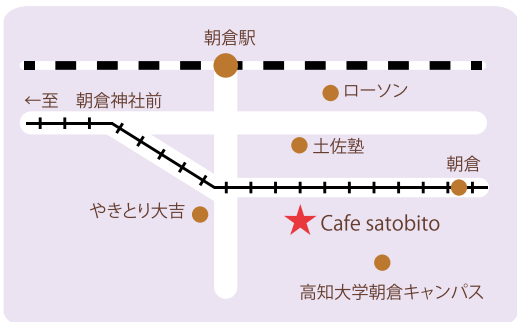 朝倉駅
ローソン
←至　朝倉神社前
土佐塾
朝倉
やきとり大吉
Cafe satobito
高知大学朝倉キャンパス